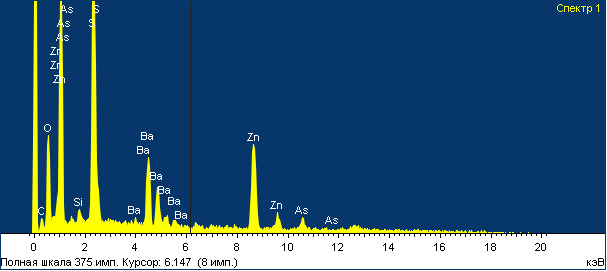 Спектр 1
As S
As S
As
Zn
Zn
Zn
O
C
Si
Ba
Ba
Ba
Ba
Ba
Ba
Ba
Zn
Zn
As
As
0 2 4 6 8 10 12 14 16 18 20
Полная шкала 375 имп. Курсор: 6.147 (8 имп.) кэВ